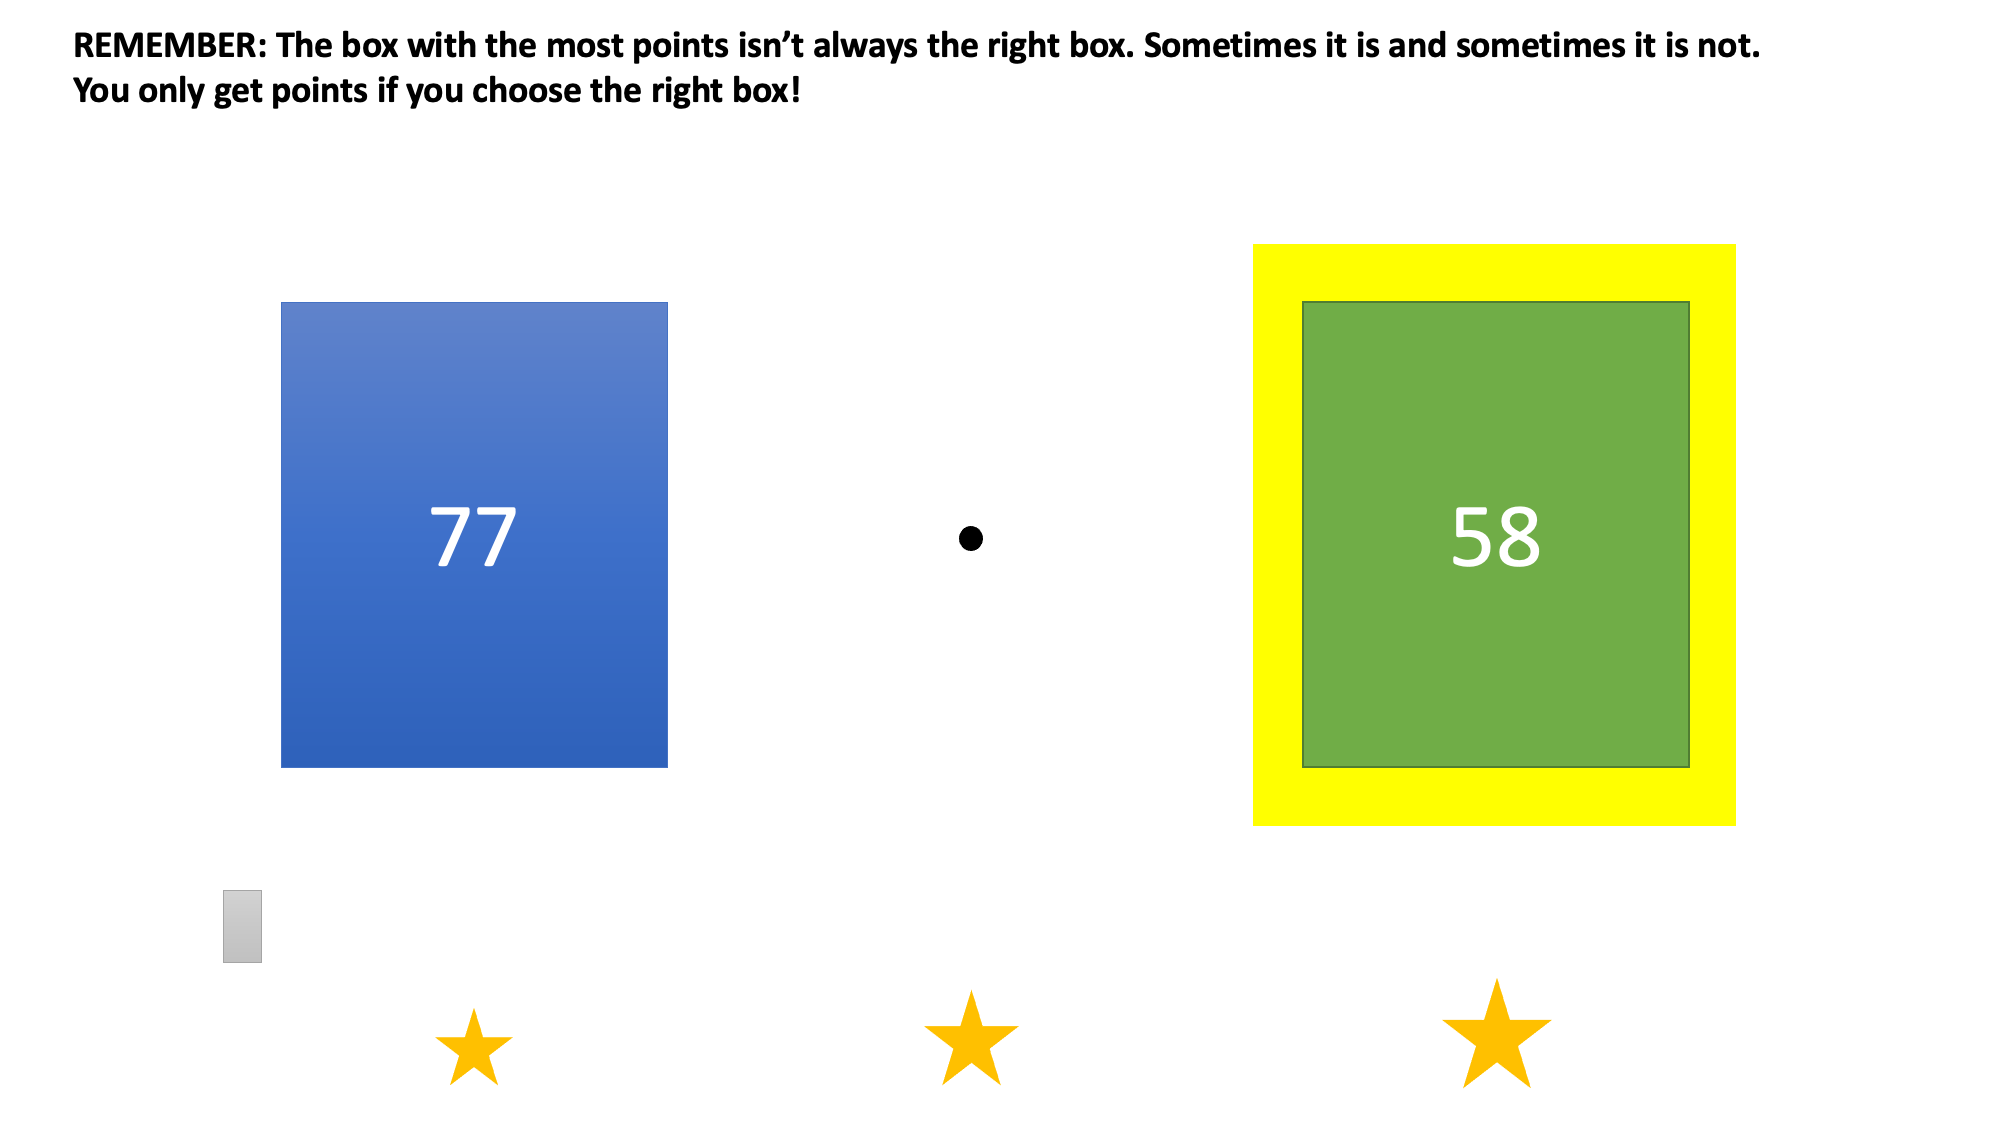 REMEMBER: The box with the most points isn’t always the right box. Sometimes it is and sometimes it is not.
You only get points if you choose the right box!
77
58